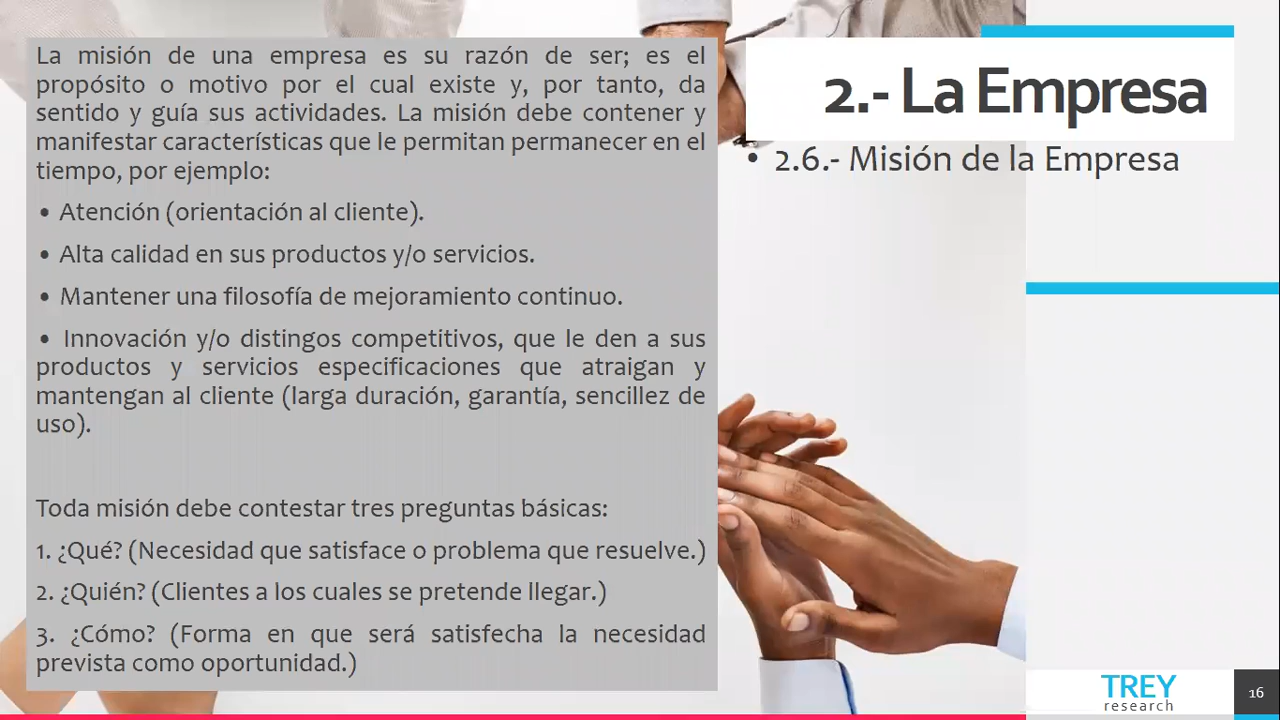 2.- La Empresa
• 2.6.- Misión de la Empresa
La misión de una empresa es su razón de ser; es el
propósito o motivo por el cual existe y, por tanto, da
sentido y guía sus actividades. La misión debe contener y
manifestar características que le permitan permanecer en el
tiempo, por ejemplo:
• Atención (orientación al cliente).
• Alta calidad en sus productos y/o servicios.
• Mantener una filosofía de mejoramiento continuo.
• Innovación y/o distingos competitivos, que le den a sus
productos y servicios especificaciones que atraigan y
mantengan al cliente (larga duración, garantía, sencillez de
uso).
Toda misión debe contestar tres preguntas básicas:
1. ¿Qué? (Necesidad que satisface o problema que resuelve.)
2. ¿Quién? (Clientes a los cuales se pretende llegar.)
3. ¿Cómo? (Forma en que será satisfecha la necesidad
prevista como oportunidad.)
TREY
research
16